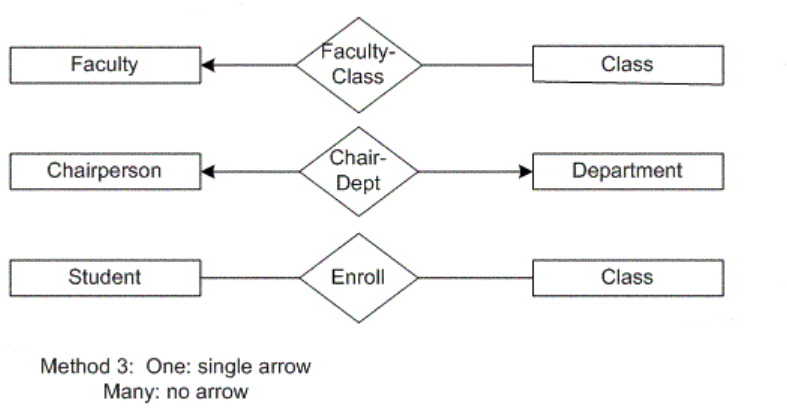 Faculty
Faculty-
Class
Class
Chairperson
Chair-
Dept
Department
Student
Enroll
Class
Method 3: One: single arrow
Many: no arrow